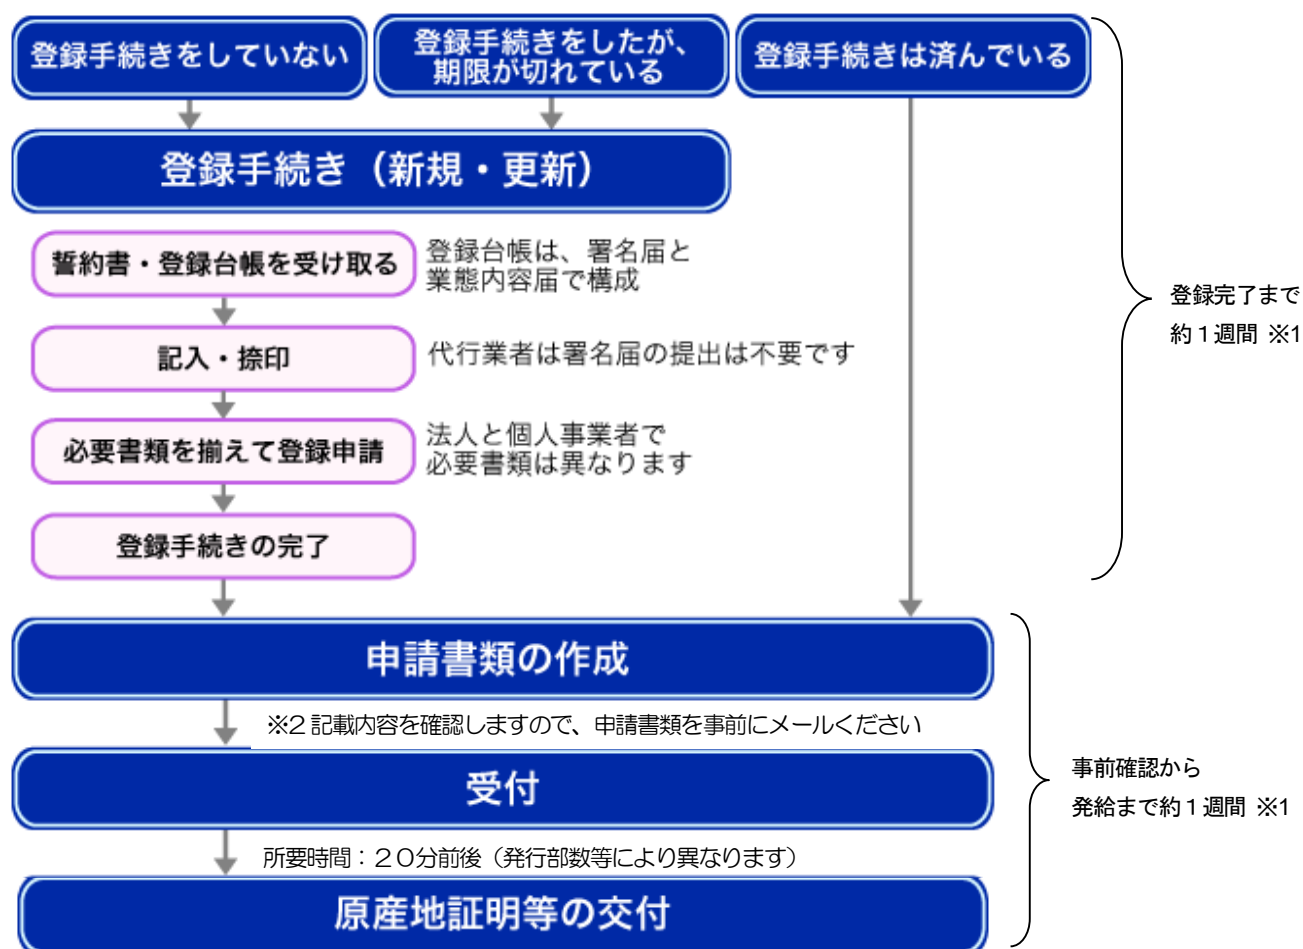 登録手続きをしていない
登録手続きをしたが、
期限が切れている
登録手続きは済んでいる
登録手続き（新規・更新）
誓約書・登録台帳を受け取る
登録台帳は、署名届と
業態内容届で構成
記入・捺印
代行業者は署名届の提出は不要です
必要書類を揃えて登録申請
法人と個人事業者で
必要書類は異なります
登録手続きの完了
登録完了まで
約１週間 ※1
申請書類の作成
※2 記載内容を確認しますので、申請書類を事前にメールください
受付
所要時間：２０分前後（発行部数等により異なります）
原産地証明等の交付
事前確認から
発給まで約１週間 ※1